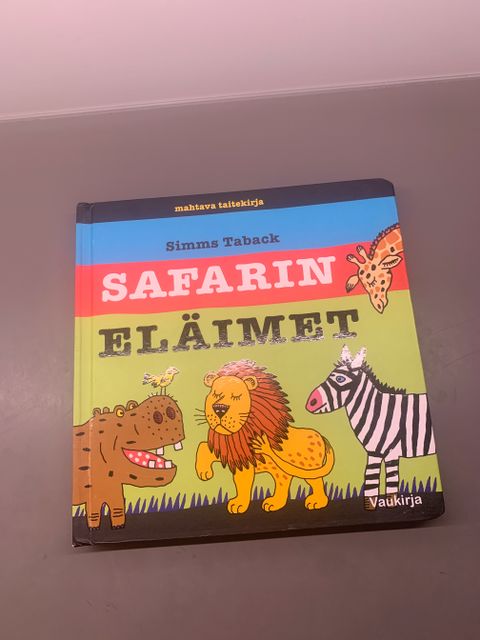 mahtava taitekirja
Simms Taback
SAFARIN
ELÄIMET
Vaukirja